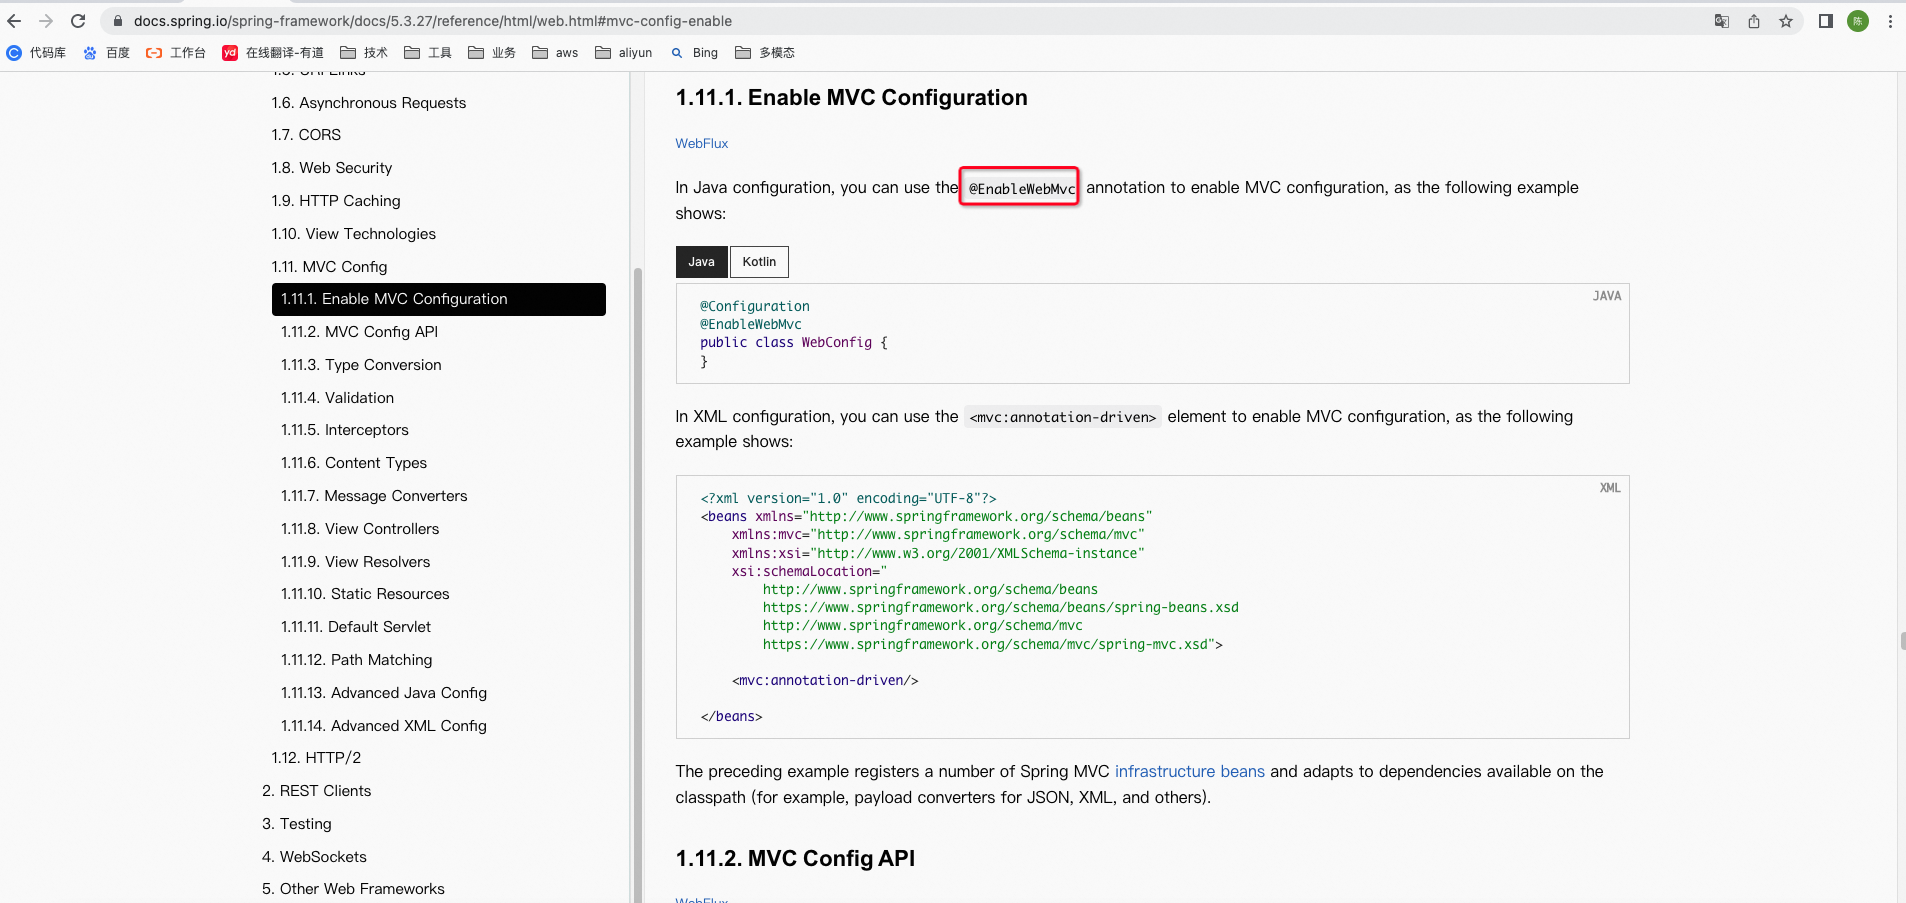 docs.spring.io/spring-framework/docs/5.3.27/reference/html/web.html#mvc-config-enable
陈
代码库 百度 工作台 yd 在线翻译-有道 技术 工具 业务 aws aliyun Bing 多模态
1.5. URI Links
1.6. Asynchronous Requests
1.7. CORS
1.8. Web Security
1.9. HTTP Caching
1.10. View Technologies
1.11. MVC Config
1.11.1. Enable MVC Configuration
1.11.2. MVC Config API
1.11.3. Type Conversion
1.11.4. Validation
1.11.5. Interceptors
1.11.6. Content Types
1.11.7. Message Converters
1.11.8. View Controllers
1.11.9. View Resolvers
1.11.10. Static Resources
1.11.11. Default Servlet
1.11.12. Path Matching
1.11.13. Advanced Java Config
1.11.14. Advanced XML Config
1.12. HTTP/2
2. REST Clients
3. Testing
4. WebSockets
5. Other Web Frameworks
1.11.1. Enable MVC Configuration
WebFlux
In Java configuration, you can use the @EnableWebMvc annotation to enable MVC configuration, as the following example
shows:
Java Kotlin
JAVA
@Configuration
@EnableWebMvc
public class WebConfig {
}
In XML configuration, you can use the <mvc:annotation-driven> element to enable MVC configuration, as the following
example shows:
XML
<?xml version="1.0" encoding="UTF-8"?>
<beans xmlns="http://www.springframework.org/schema/beans"
xmlns:mvc="http://www.springframework.org/schema/mvc"
xmlns:xsi="http://www.w3.org/2001/XMLSchema-instance"
xsi:schemaLocation="
http://www.springframework.org/schema/beans
https://www.springframework.org/schema/beans/spring-beans.xsd
http://www.springframework.org/schema/mvc
https://www.springframework.org/schema/mvc/spring-mvc.xsd">
<mvc:annotation-driven/>
</beans>
The preceding example registers a number of Spring MVC infrastructure beans and adapts to dependencies available on the
classpath (for example, payload converters for JSON, XML, and others).
1.11.2. MVC Config API
WebFlux